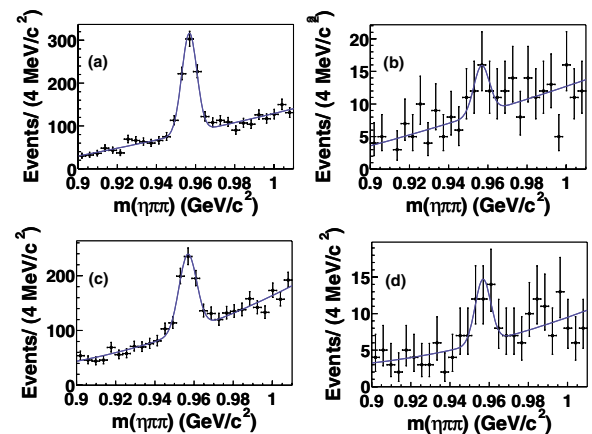 Events/ (4 MeV/c²)
300
200
100
0
(a)
0.9 0.92 0.94 0.96 0.98 1
m(ηππ) (GeV/c²)
Events/ (4 MeV/c²)
20
15
10
5
0
(b)
0.9 0.92 0.94 0.96 0.98 1
m(ηππ) (GeV/c²)
Events/ (4 MeV/c²)
200
100
0
(c)
0.9 0.92 0.94 0.96 0.98 1
m(ηππ) (GeV/c²)
Events/ (4 MeV/c²)
15
10
5
0
(d)
0.9 0.92 0.94 0.96 0.98 1
m(ηππ) (GeV/c²)